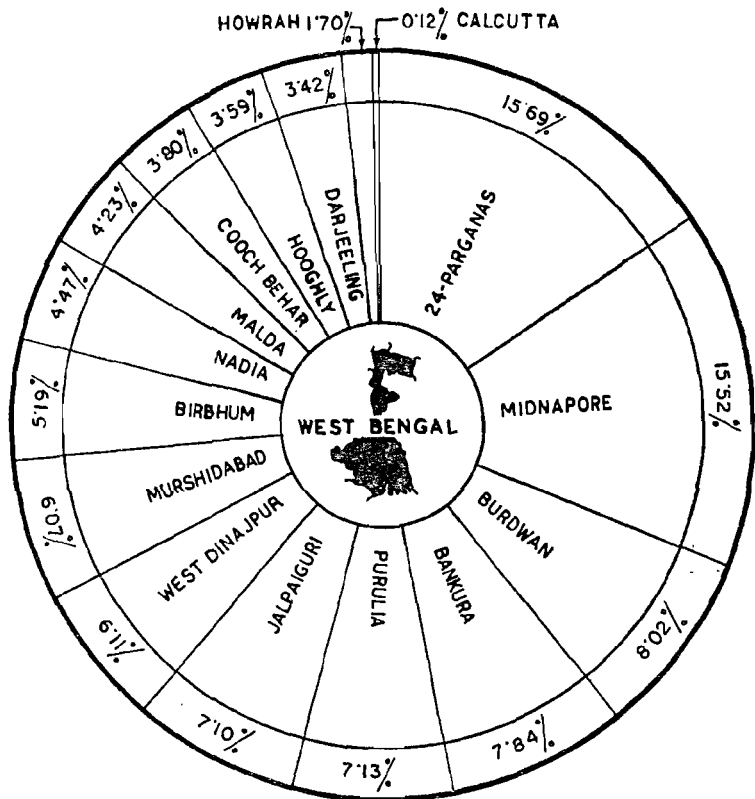 HOWRAH 1·70%
0·12% CALCUTTA
15·69%
24-PARGANAS
15·52%
MIDNAPORE
8·02%
BURDWAN
7·84%
BANKURA
7·13%
PURULIA
7·10%
JALPAIGURI
6·11%
WEST DINAJPUR
6·07%
MURSHIDABAD
5·19%
BIRBHUM
4·47%
NADIA
4·23%
MALDA
3·80%
COOCH BEHAR
3·59%
HOOGHLY
3·42%
DARJEELING
WEST BENGAL